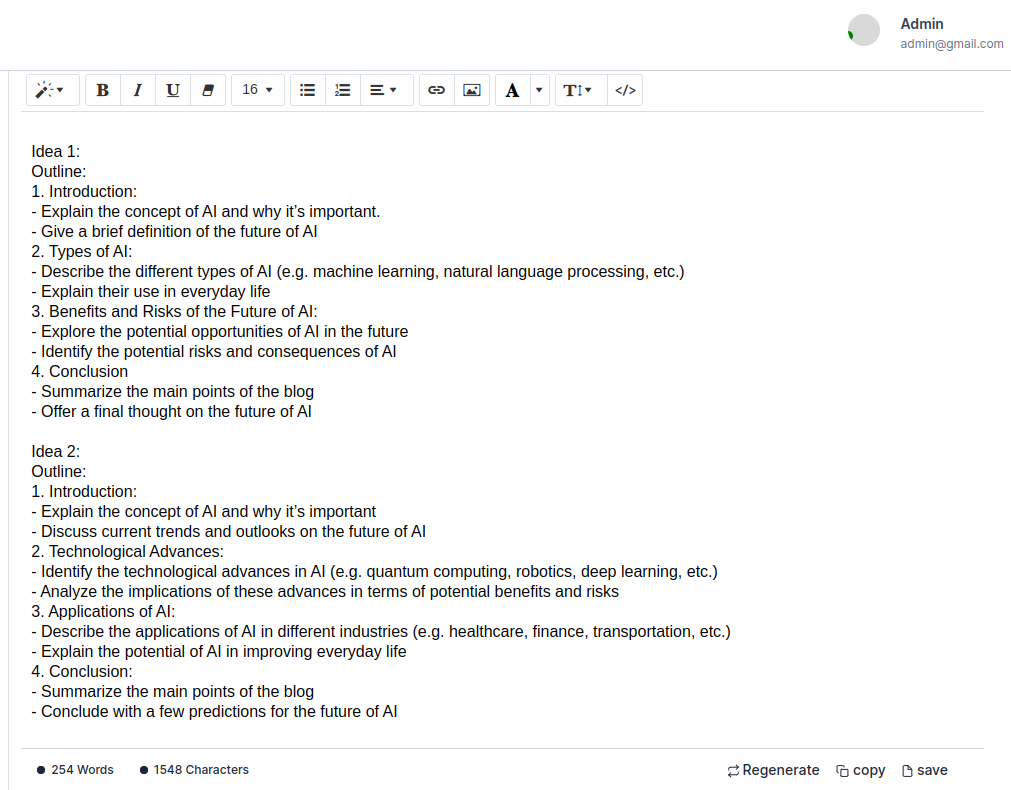 Admin
admin@gmail.com
B I U 16 A T </>
Idea 1:
Outline:
1. Introduction:
- Explain the concept of AI and why it’s important.
- Give a brief definition of the future of AI
2. Types of AI:
- Describe the different types of AI (e.g. machine learning, natural language processing, etc.)
- Explain their use in everyday life
3. Benefits and Risks of the Future of AI:
- Explore the potential opportunities of AI in the future
- Identify the potential risks and consequences of AI
4. Conclusion
- Summarize the main points of the blog
- Offer a final thought on the future of AI
Idea 2:
Outline:
1. Introduction:
- Explain the concept of AI and why it’s important
- Discuss current trends and outlooks on the future of AI
2. Technological Advances:
- Identify the technological advances in AI (e.g. quantum computing, robotics, deep learning, etc.)
- Analyze the implications of these advances in terms of potential benefits and risks
3. Applications of AI:
- Describe the applications of AI in different industries (e.g. healthcare, finance, transportation, etc.)
- Explain the potential of AI in improving everyday life
4. Conclusion:
- Summarize the main points of the blog
- Conclude with a few predictions for the future of AI
254 Words 1548 Characters Regenerate copy save